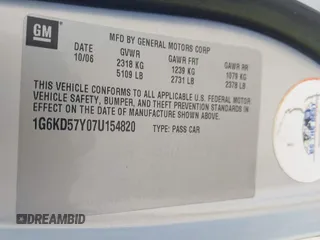 GM
MFD BY GENERAL MOTORS CORP
10/06 GVWR GAWR FRT GAWR RR
2318 KG 1239 KG 1079 KG
5109 LB 2731 LB 2378 LB
THIS VEHICLE CONFORMS TO ALL APPLICABLE U.S. FEDERAL MOTOR
VEHICLE SAFETY, BUMPER, AND THEFT PREVENTION STANDARDS IN
EFFECT ON THE DATE OF MANUFACTURE SHOWN ABOVE.
1G6KD57Y07U154820 TYPE: PASS CAR
DREAMBID